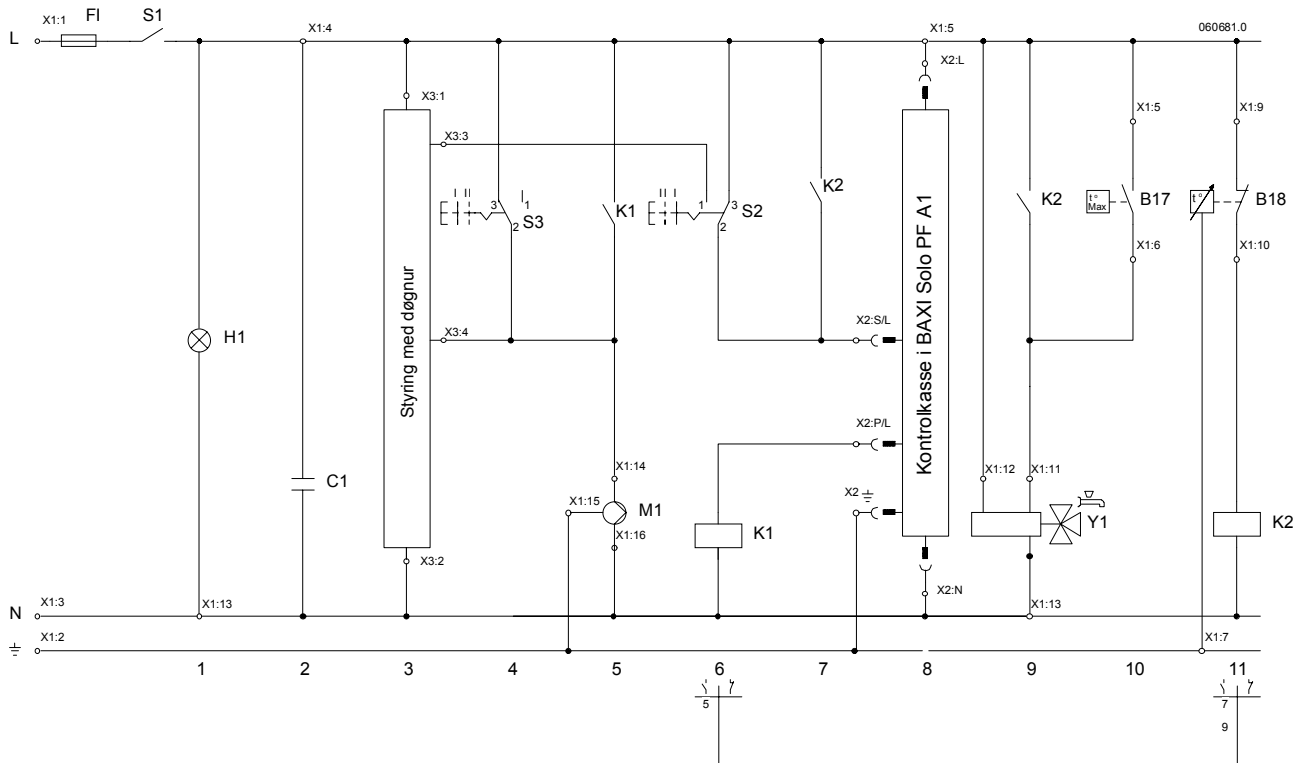 X1:1 FI S1 X1:4 X1:5 060681.0
L
X2:L
X3:1 X1:5 X1:9
X3:3
I II II I
3 1 1 3
S3 K1 S2 K2 K2 t° Max B17 t° B18
2 2
X1:6 X1:10
H1 X3:4 X2:S/L
Styring med døgnur
Kontrolkasse i BAXI Solo PF A1
X2:P/L
C1 X1:14 X1:12 X1:11
X1:15 M1 X2 Y1
X1:16 K1 K2
X3:2
X2:N
N X1:3 X1:13 X1:13
X1:2 X1:7
1 2 3 4 5 6 7 8 9 10 11
5 7
9